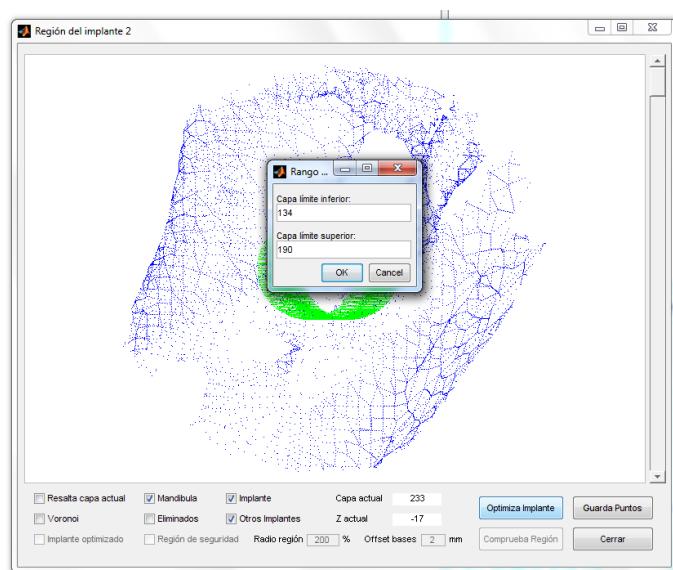 Región del implante 2
Rango ...
Capa límite inferior:
134
Capa límite superior:
190
OK Cancel
Resalta capa actual Mandibula Implante Capa actual 233 Optimiza Implante Guarda Puntos
Voronoi Eliminados Otros Implantes Z actual -17
Implante optimizado Región de seguridad Radio región 200 % Offset bases 2 mm Comprueba Región Cerrar